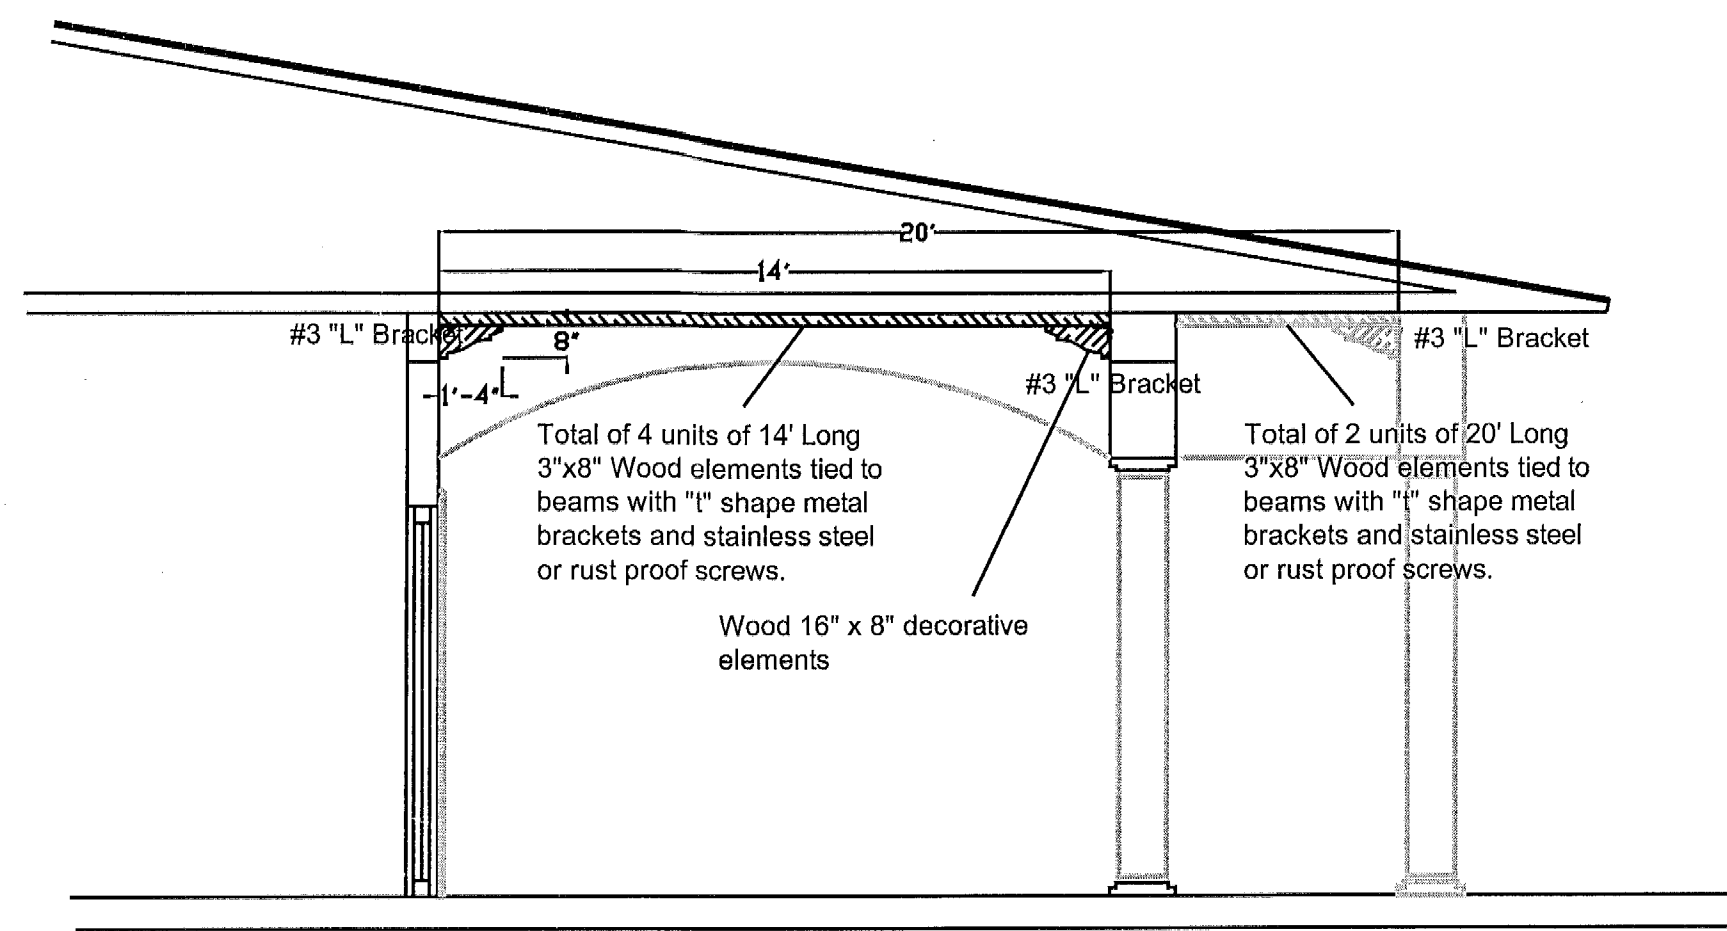 20'
14'
#3 "L" Bracket
8"
#3 "L" Bracket
1'-4"
#3 "L" Bracket
Total of 4 units of 14' Long
3"x8" Wood elements tied to
beams with "t" shape metal
brackets and stainless steel
or rust proof screws.
Total of 2 units of 20' Long
3"x8" Wood elements tied to
beams with "t" shape metal
brackets and stainless steel
or rust proof screws.
Wood 16" x 8" decorative
elements